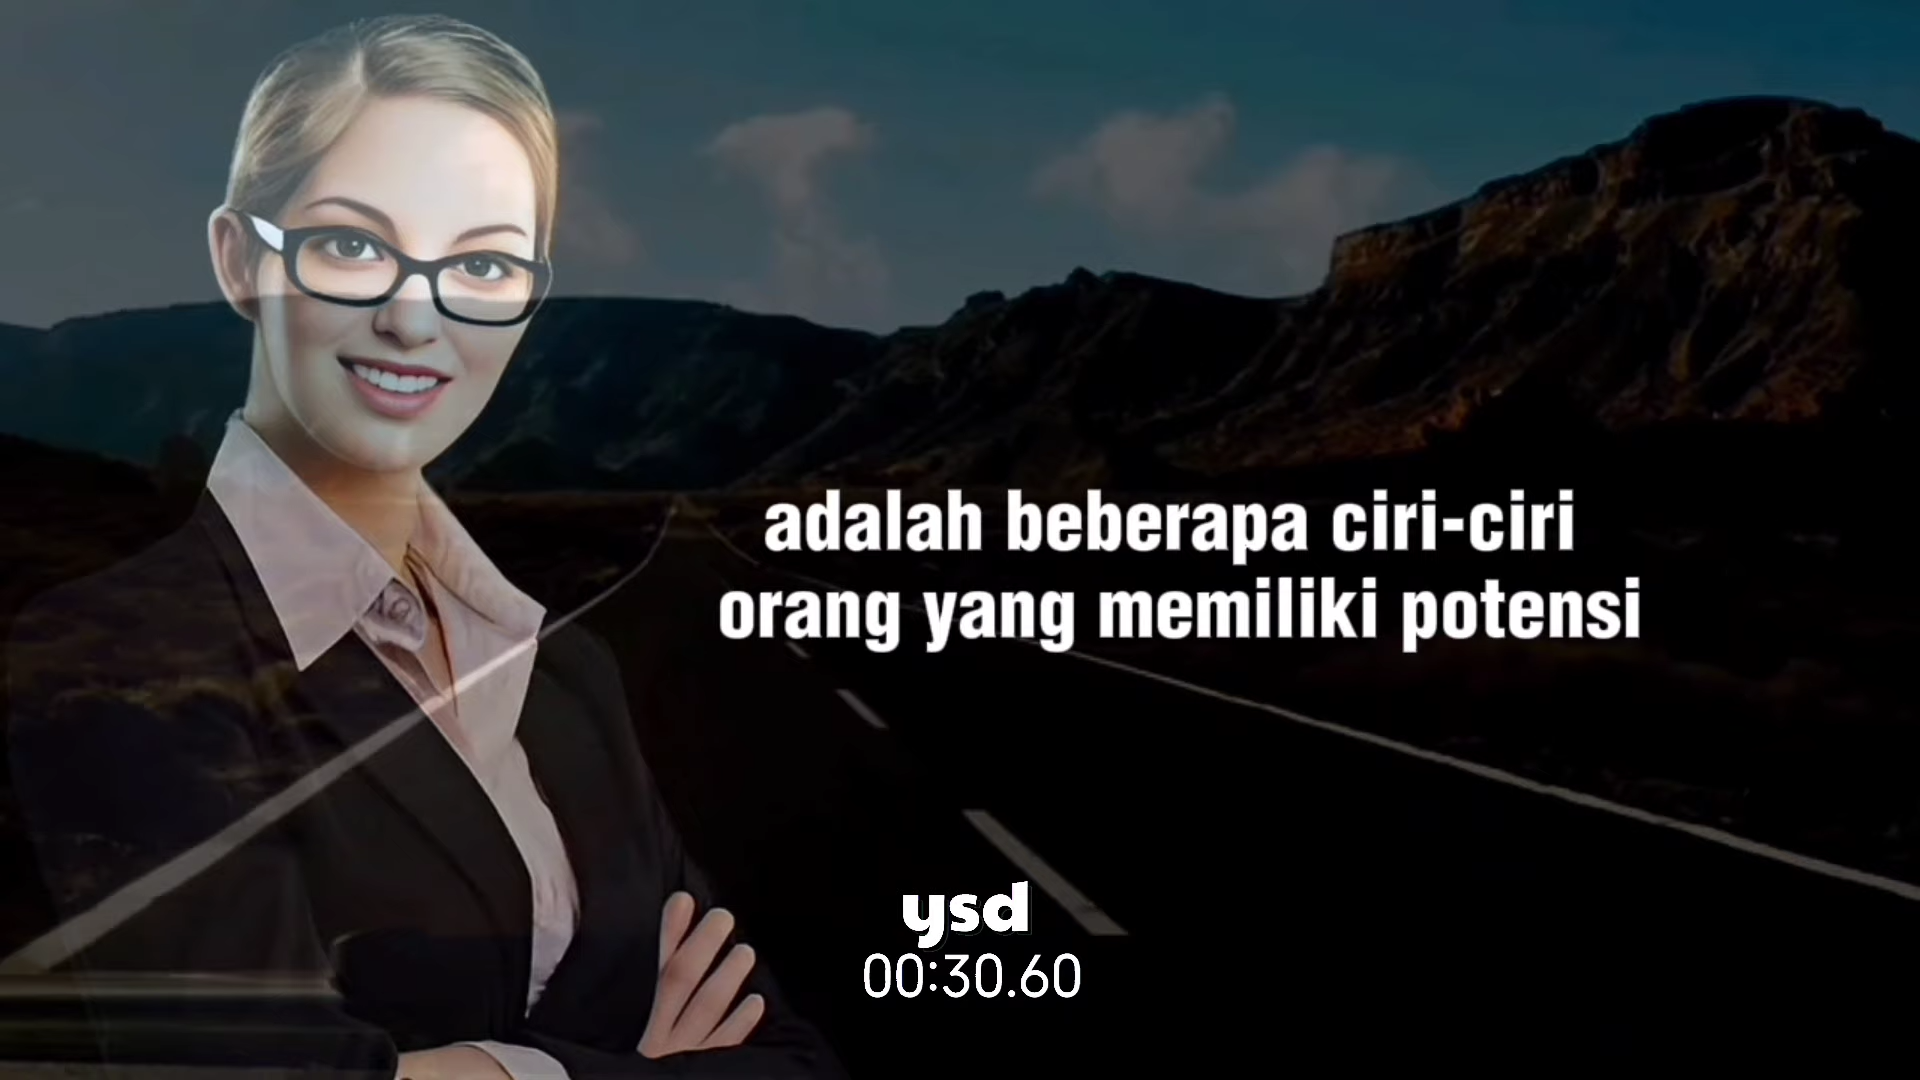 adalah beberapa ciri-ciri
orang yang memiliki potensi
ysd
00:30.60